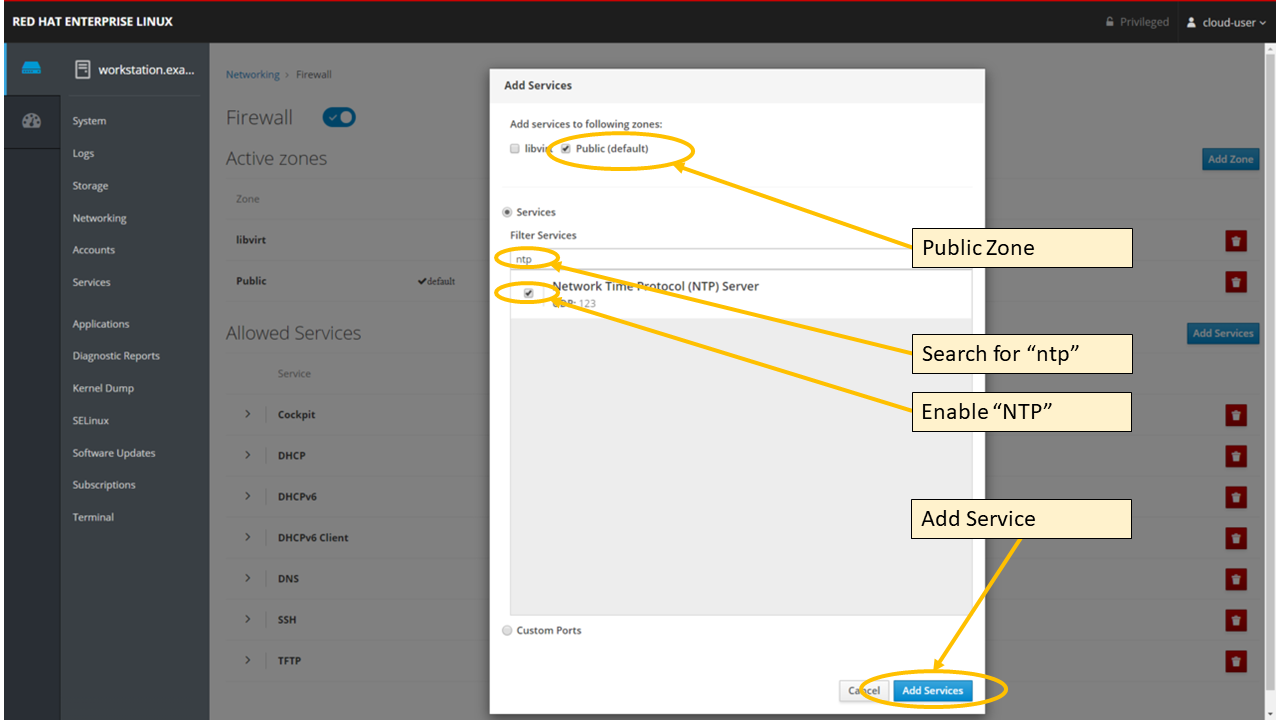 RED HAT ENTERPRISE LINUX
Privileged
cloud-user
workstation.exa...
System
Logs
Storage
Networking
Accounts
Services
Applications
Diagnostic Reports
Kernel Dump
SELinux
Software Updates
Subscriptions
Terminal
Networking > Firewall
Firewall
Active zones
Add Zone
Zone
libvirt
Public
default
Allowed Services
Add Services
Service
Cockpit
DHCP
DHCPv6
DHCPv6 Client
DNS
SSH
TFTP
Add Services
Add services to following zones:
libvirt
Public (default)
Services
Filter Services
ntp
Network Time Protocol (NTP) Server
UDP: 123
Custom Ports
Cancel
Add Services
Public Zone
Search for “ntp”
Enable “NTP”
Add Service